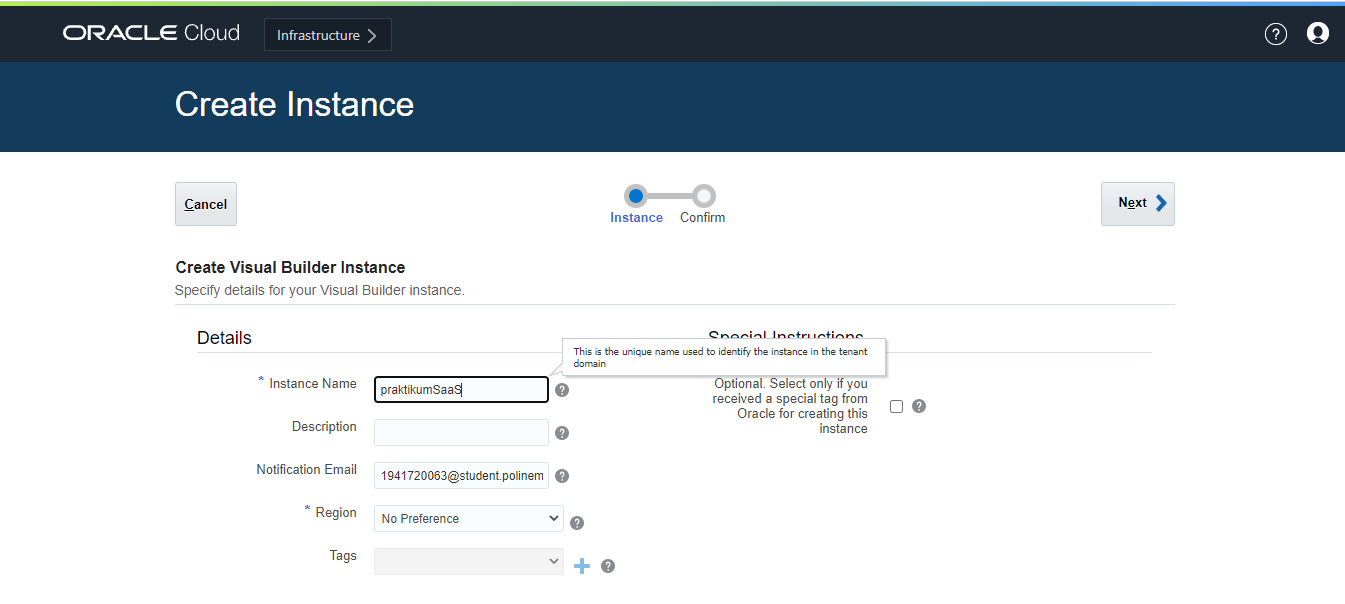 ORACLE Cloud
Infrastructure
?
Create Instance
Cancel
Instance
Confirm
Next
Create Visual Builder Instance
Specify details for your Visual Builder instance.
Details
Special Instructions
This is the unique name used to identify the instance in the tenant
domain
* Instance Name
praktikumSaaS
?
Description
?
Notification Email
1941720063@student.polinem
?
* Region
No Preference
?
Tags
?
Optional. Select only if you
received a special tag from
Oracle for creating this
instance
?